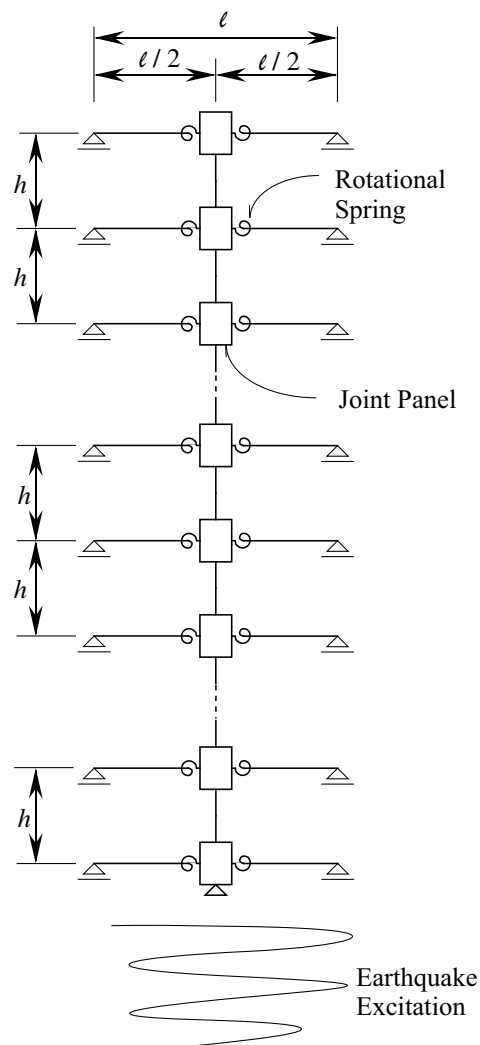 ℓ
ℓ / 2 ℓ / 2
h
Rotational
Spring
h
Joint Panel
h
h
h
Earthquake
Excitation